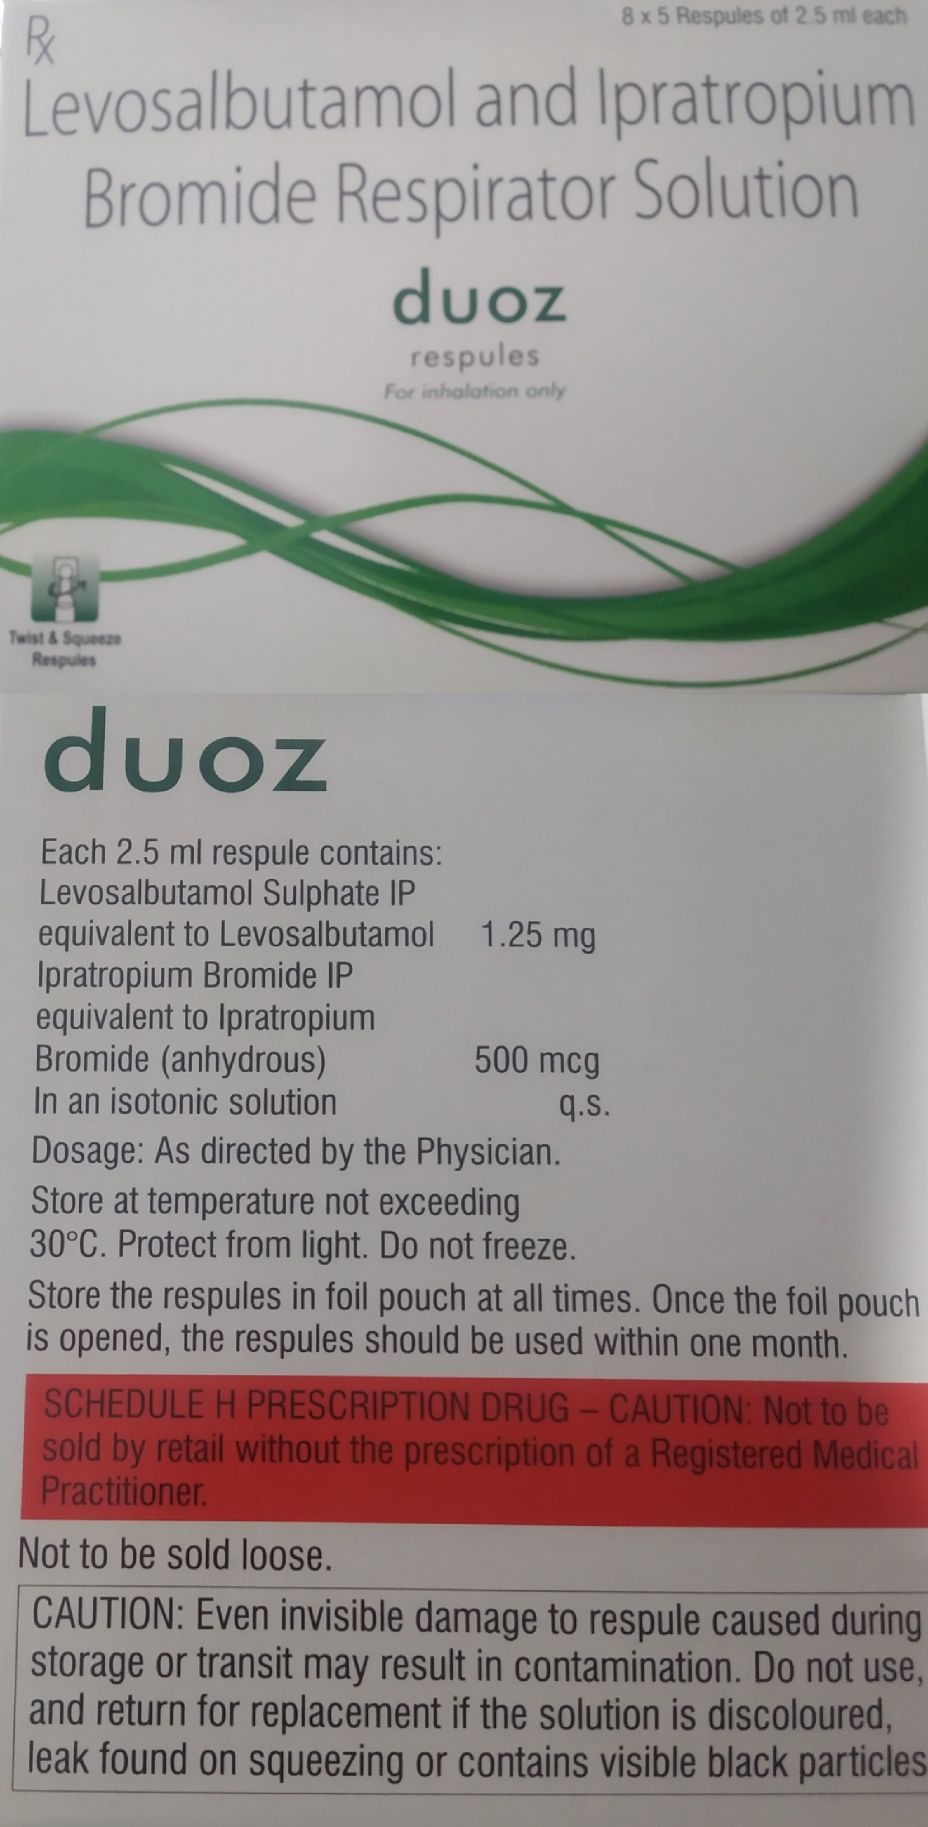 8 x 5 Respules of 2.5 ml each
Rx
Levosalbutamol and Ipratropium
Bromide Respirator Solution
duoz
respules
For inhalation only
Twist & Squeeze
Respules
duoz
Each 2.5 ml respule contains:
Levosalbutamol Sulphate IP
equivalent to Levosalbutamol 1.25 mg
Ipratropium Bromide IP
equivalent to Ipratropium
Bromide (anhydrous) 500 mcg
In an isotonic solution q.s.
Dosage: As directed by the Physician.
Store at temperature not exceeding
30°C. Protect from light. Do not freeze.
Store the respules in foil pouch at all times. Once the foil pouch
is opened, the respules should be used within one month.
SCHEDULE H PRESCRIPTION DRUG – CAUTION: Not to be
sold by retail without the prescription of a Registered Medical
Practitioner.
Not to be sold loose.
CAUTION: Even invisible damage to respule caused during
storage or transit may result in contamination. Do not use,
and return for replacement if the solution is discoloured,
leak found on squeezing or contains visible black particles